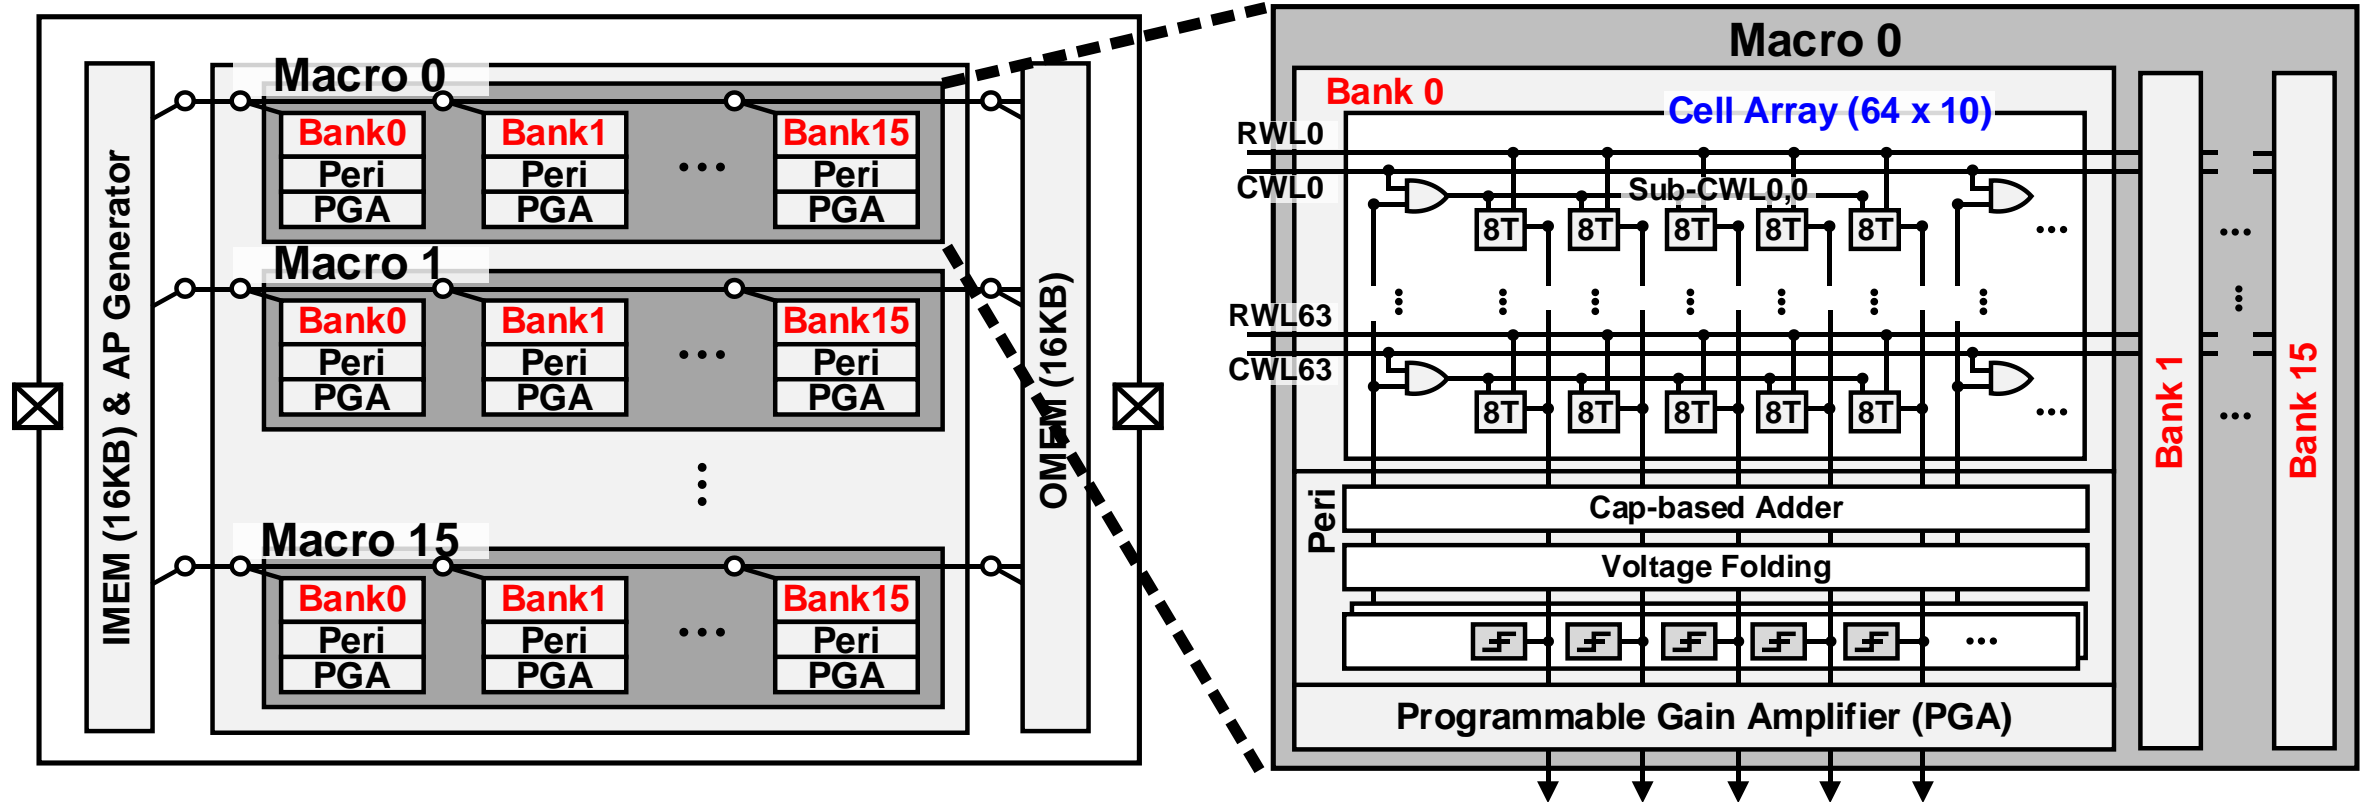 IMEM (16KB) & AP Generator
Macro 0
Bank0
Peri
PGA
Bank1
Peri
PGA
...
Bank15
Peri
PGA
Macro 1
Bank0
Peri
PGA
Bank1
Peri
PGA
...
Bank15
Peri
PGA
Macro 15
Bank0
Peri
PGA
Bank1
Peri
PGA
...
Bank15
Peri
PGA
OMEM (16KB)
Macro 0
Bank 0
Cell Array (64 x 10)
RWL0
CWL0
Sub-CWL0,0
8T 8T 8T 8T 8T ...
RWL63
CWL63
8T 8T 8T 8T 8T ...
Peri
Cap-based Adder
Voltage Folding
...
Programmable Gain Amplifier (PGA)
Bank 1
...
...
Bank 15